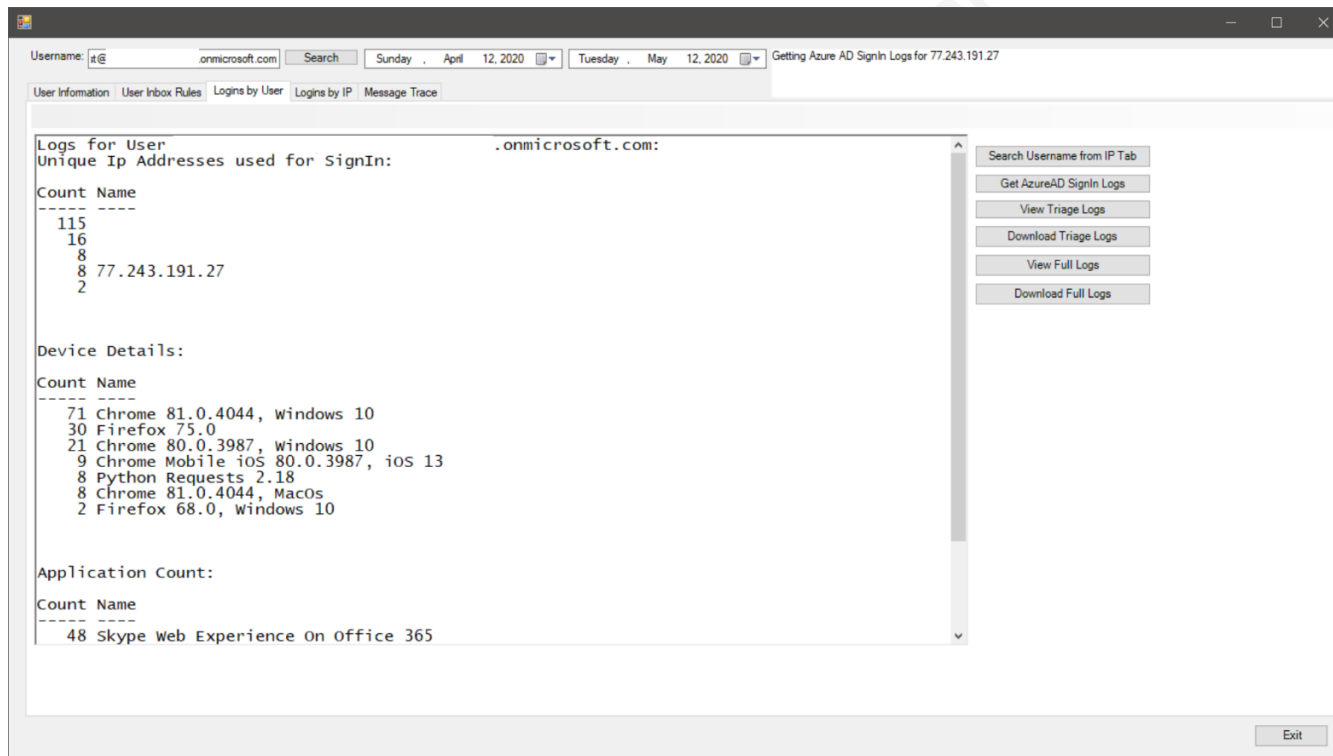 Username: it@ .onmicrosoft.com Search Sunday , April 12, 2020 Tuesday , May 12, 2020 Getting Azure AD SignIn Logs for 77.243.191.27
User Information User Inbox Rules Logins by User Logins by IP Message Trace
Logs for User .onmicrosoft.com:
Unique Ip Addresses used for SignIn:
Count Name
----- ----
115
16
8
8 77.243.191.27
2
Device Details:
Count Name
----- ----
71 Chrome 81.0.4044, Windows 10
30 Firefox 75.0
21 Chrome 80.0.3987, Windows 10
9 Chrome Mobile iOS 80.0.3987, iOS 13
8 Python Requests 2.18
8 Chrome 81.0.4044, MacOs
2 Firefox 68.0, Windows 10
Application Count:
Count Name
----- ----
48 Skype Web Experience On Office 365
Search Username from IP Tab
Get AzureAD SignIn Logs
View Triage Logs
Download Triage Logs
View Full Logs
Download Full Logs
Exit